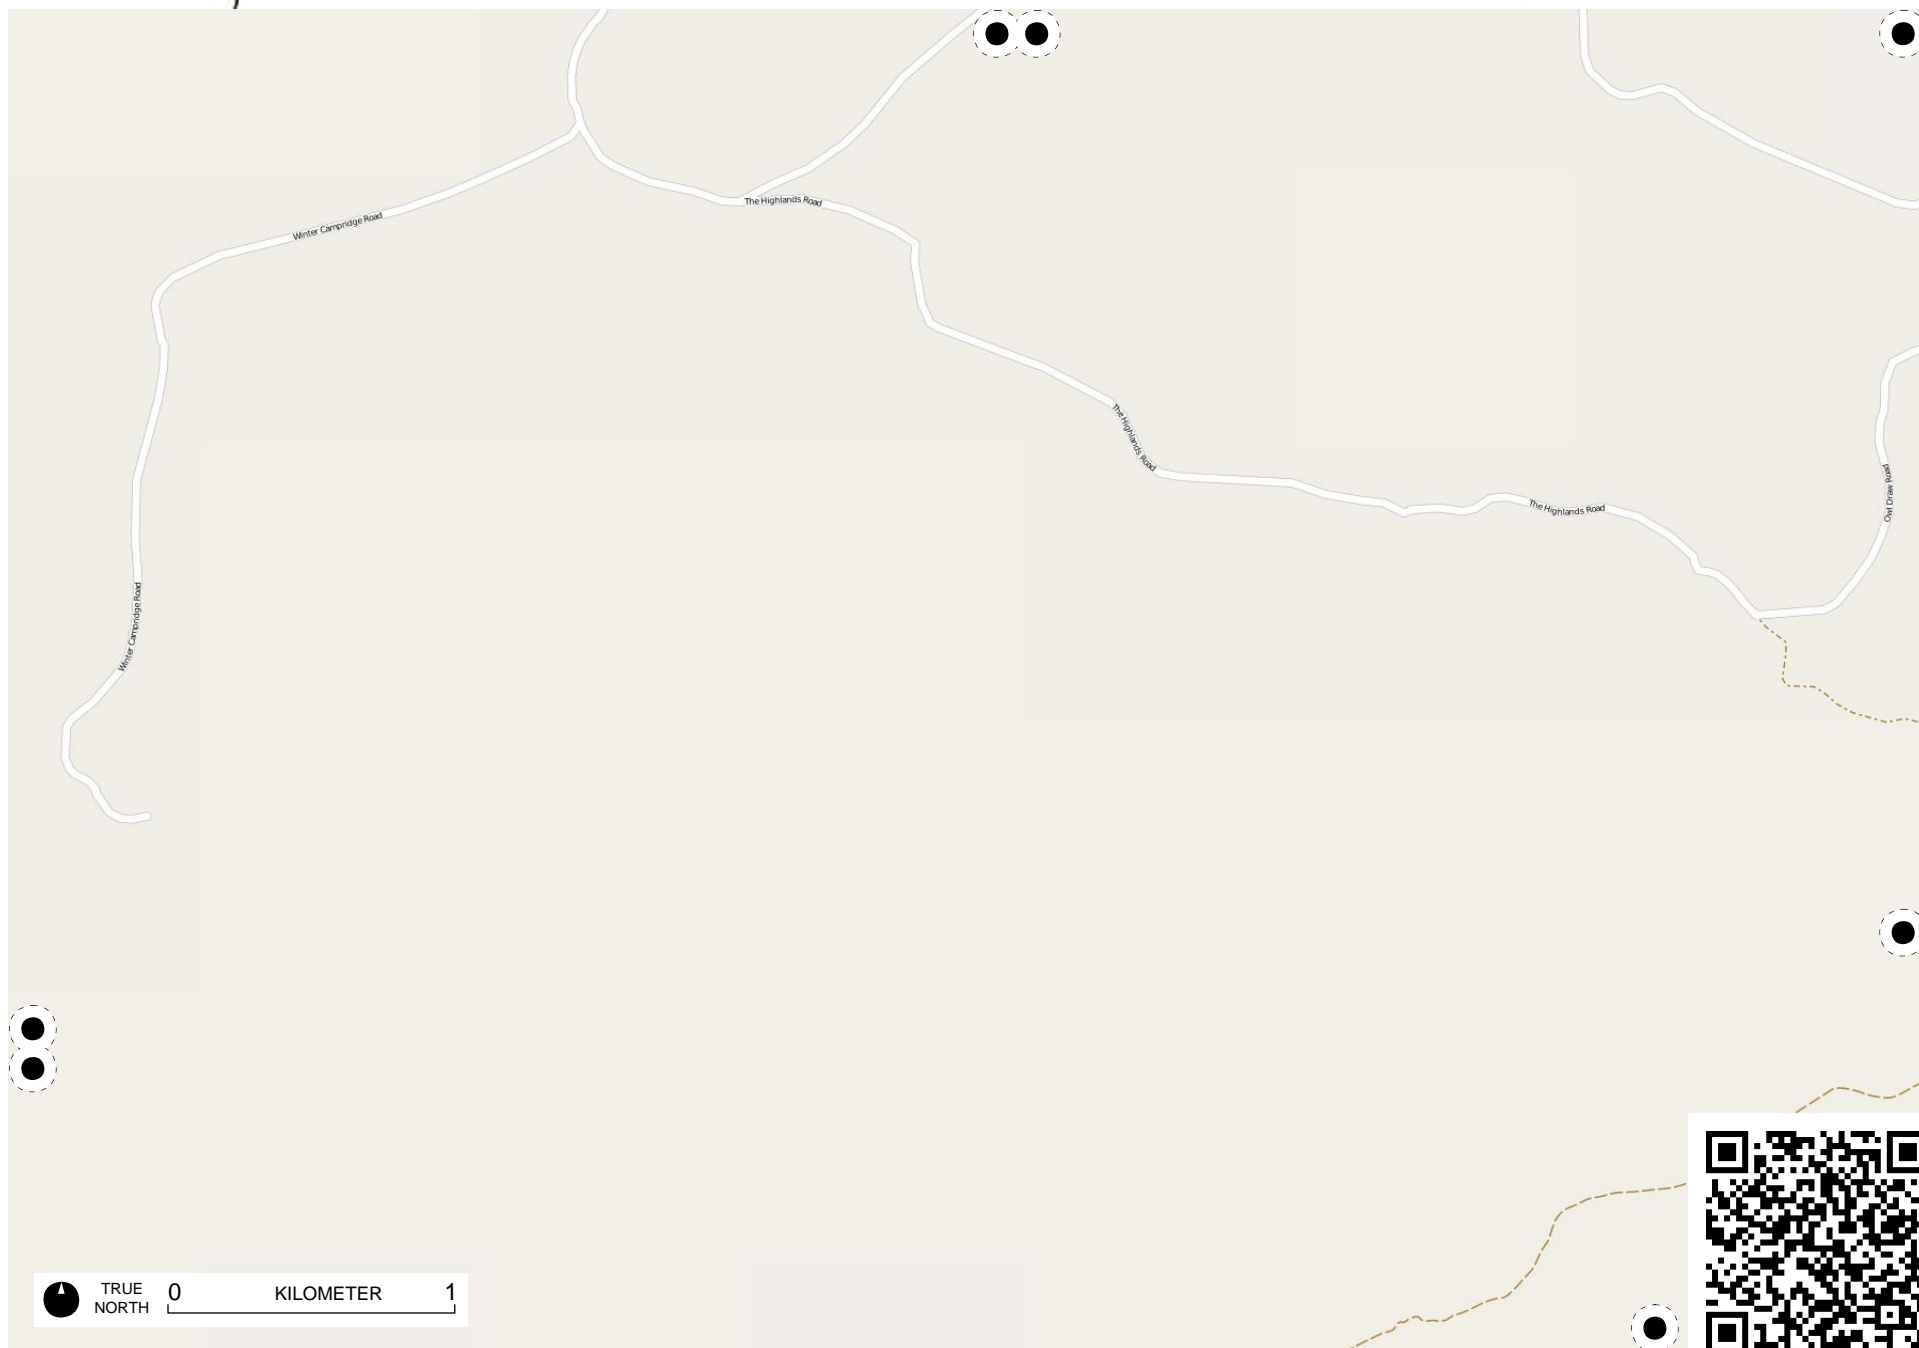 The Highlands Road
Winter Campridge Road
The Highlands Road
Owl Draw Road
The Highlands Road
Winter Campridge Road
TRUE
NORTH
0 KILOMETER 1